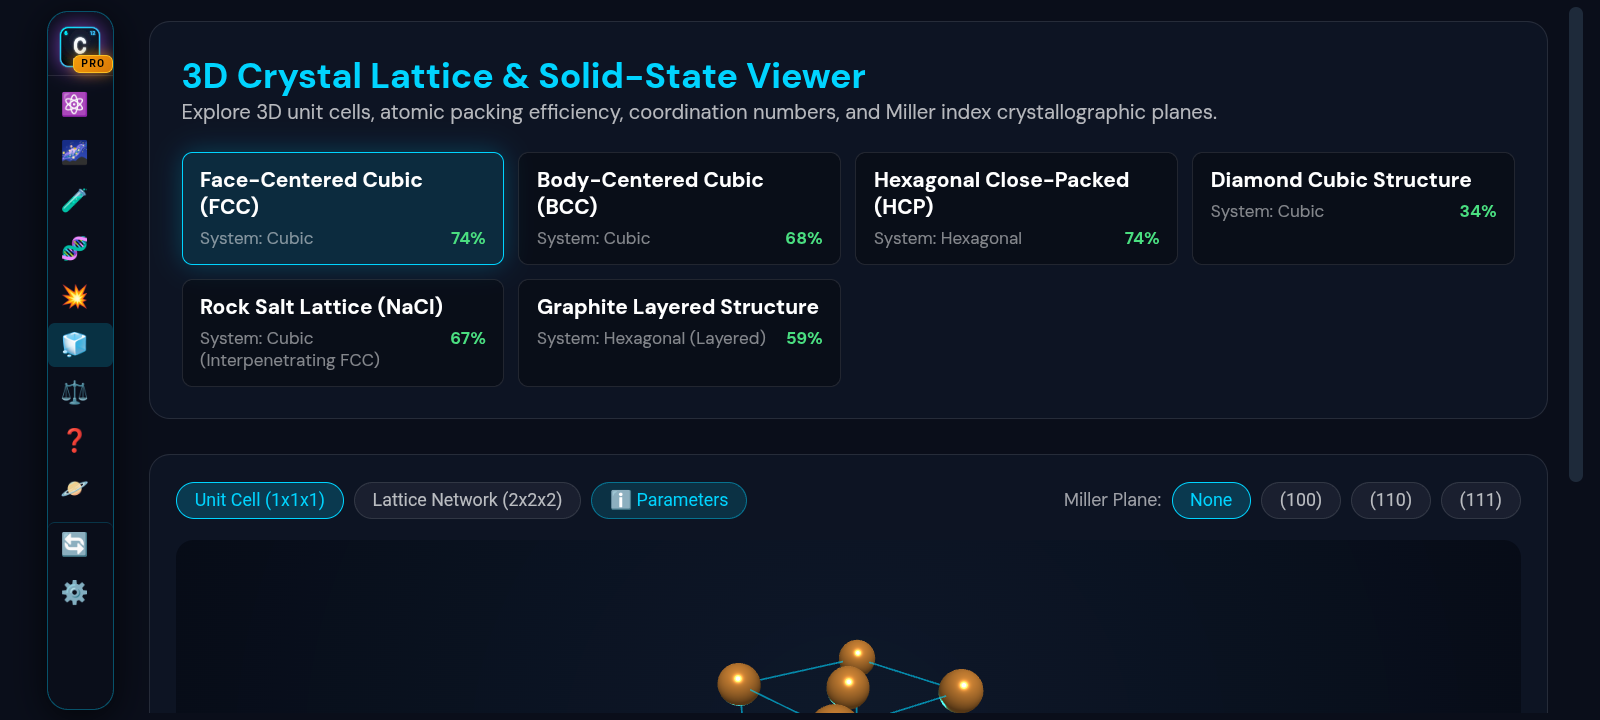 C
PRO
3D Crystal Lattice & Solid-State Viewer
Explore 3D unit cells, atomic packing efficiency, coordination numbers, and Miller index crystallographic planes.
Face-Centered Cubic
(FCC)
System: Cubic 74%
Body-Centered Cubic
(BCC)
System: Cubic 68%
Hexagonal Close-Packed
(HCP)
System: Hexagonal 74%
Diamond Cubic Structure
System: Cubic 34%
Rock Salt Lattice (NaCl)
System: Cubic 67%
(Interpenetrating FCC)
Graphite Layered Structure
System: Hexagonal (Layered) 59%
Unit Cell (1x1x1) Lattice Network (2x2x2) ℹ️ Parameters Miller Plane: None (100) (110) (111)